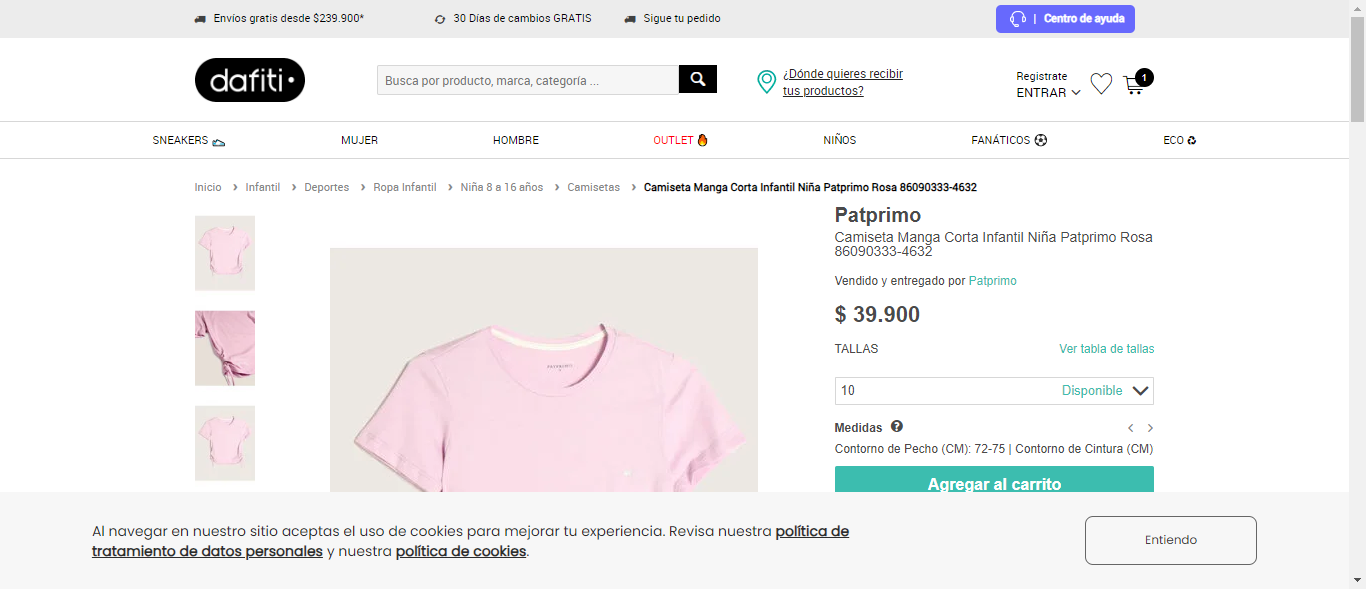 Envíos gratis desde $239.900*
30 Días de cambios GRATIS
Sigue tu pedido
| Centro de ayuda
dafiti
Busca por producto, marca, categoría ...
¿Dónde quieres recibir
tus productos?
Registrate
ENTRAR
1
SNEAKERS
MUJER
HOMBRE
OUTLET
NIÑOS
FANÁTICOS
ECO
Inicio > Infantil > Deportes > Ropa Infantil > Niña 8 a 16 años > Camisetas > Camiseta Manga Corta Infantil Niña Patprimo Rosa 86090333-4632
Patprimo
Camiseta Manga Corta Infantil Niña Patprimo Rosa
86090333-4632
Vendido y entregado por Patprimo
$ 39.900
TALLAS
Ver tabla de tallas
10
Disponible
Medidas ?
Contorno de Pecho (CM): 72-75 | Contorno de Cintura (CM)
Agregar al carrito
Al navegar en nuestro sitio aceptas el uso de cookies para mejorar tu experiencia. Revisa nuestra política de
tratamiento de datos personales y nuestra política de cookies.
Entiendo